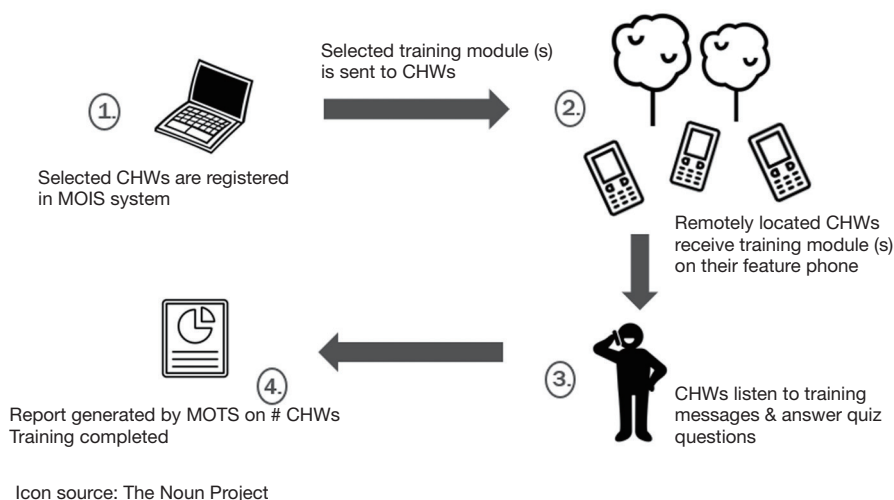 Selected training module (s)
is sent to CHWs
1.
2.
Selected CHWs are registered
in MOIS system
Remotely located CHWs
receive training module (s)
on their feature phone
3.
CHWs listen to training
messages & answer quiz
questions
4.
Report generated by MOTS on # CHWs
Training completed
Icon source: The Noun Project